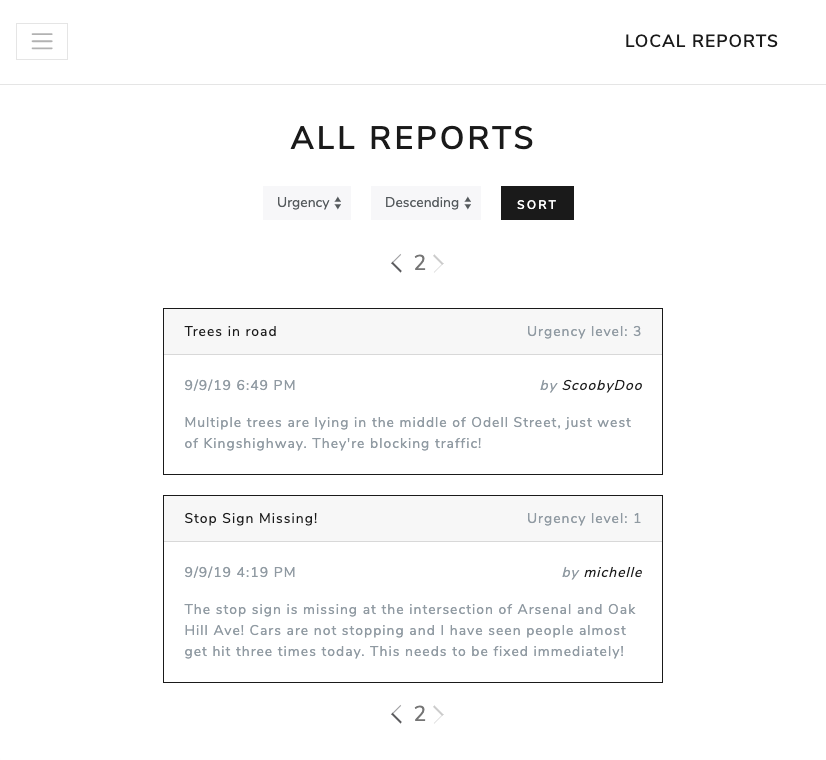 LOCAL REPORTS
ALL REPORTS
Urgency Descending SORT
2
Trees in road Urgency level: 3
9/9/19 6:49 PM by ScoobyDoo
Multiple trees are lying in the middle of Odell Street, just west
of Kingshighway. They're blocking traffic!
Stop Sign Missing! Urgency level: 1
9/9/19 4:19 PM by michelle
The stop sign is missing at the intersection of Arsenal and Oak
Hill Ave! Cars are not stopping and I have seen people almost
get hit three times today. This needs to be fixed immediately!
2